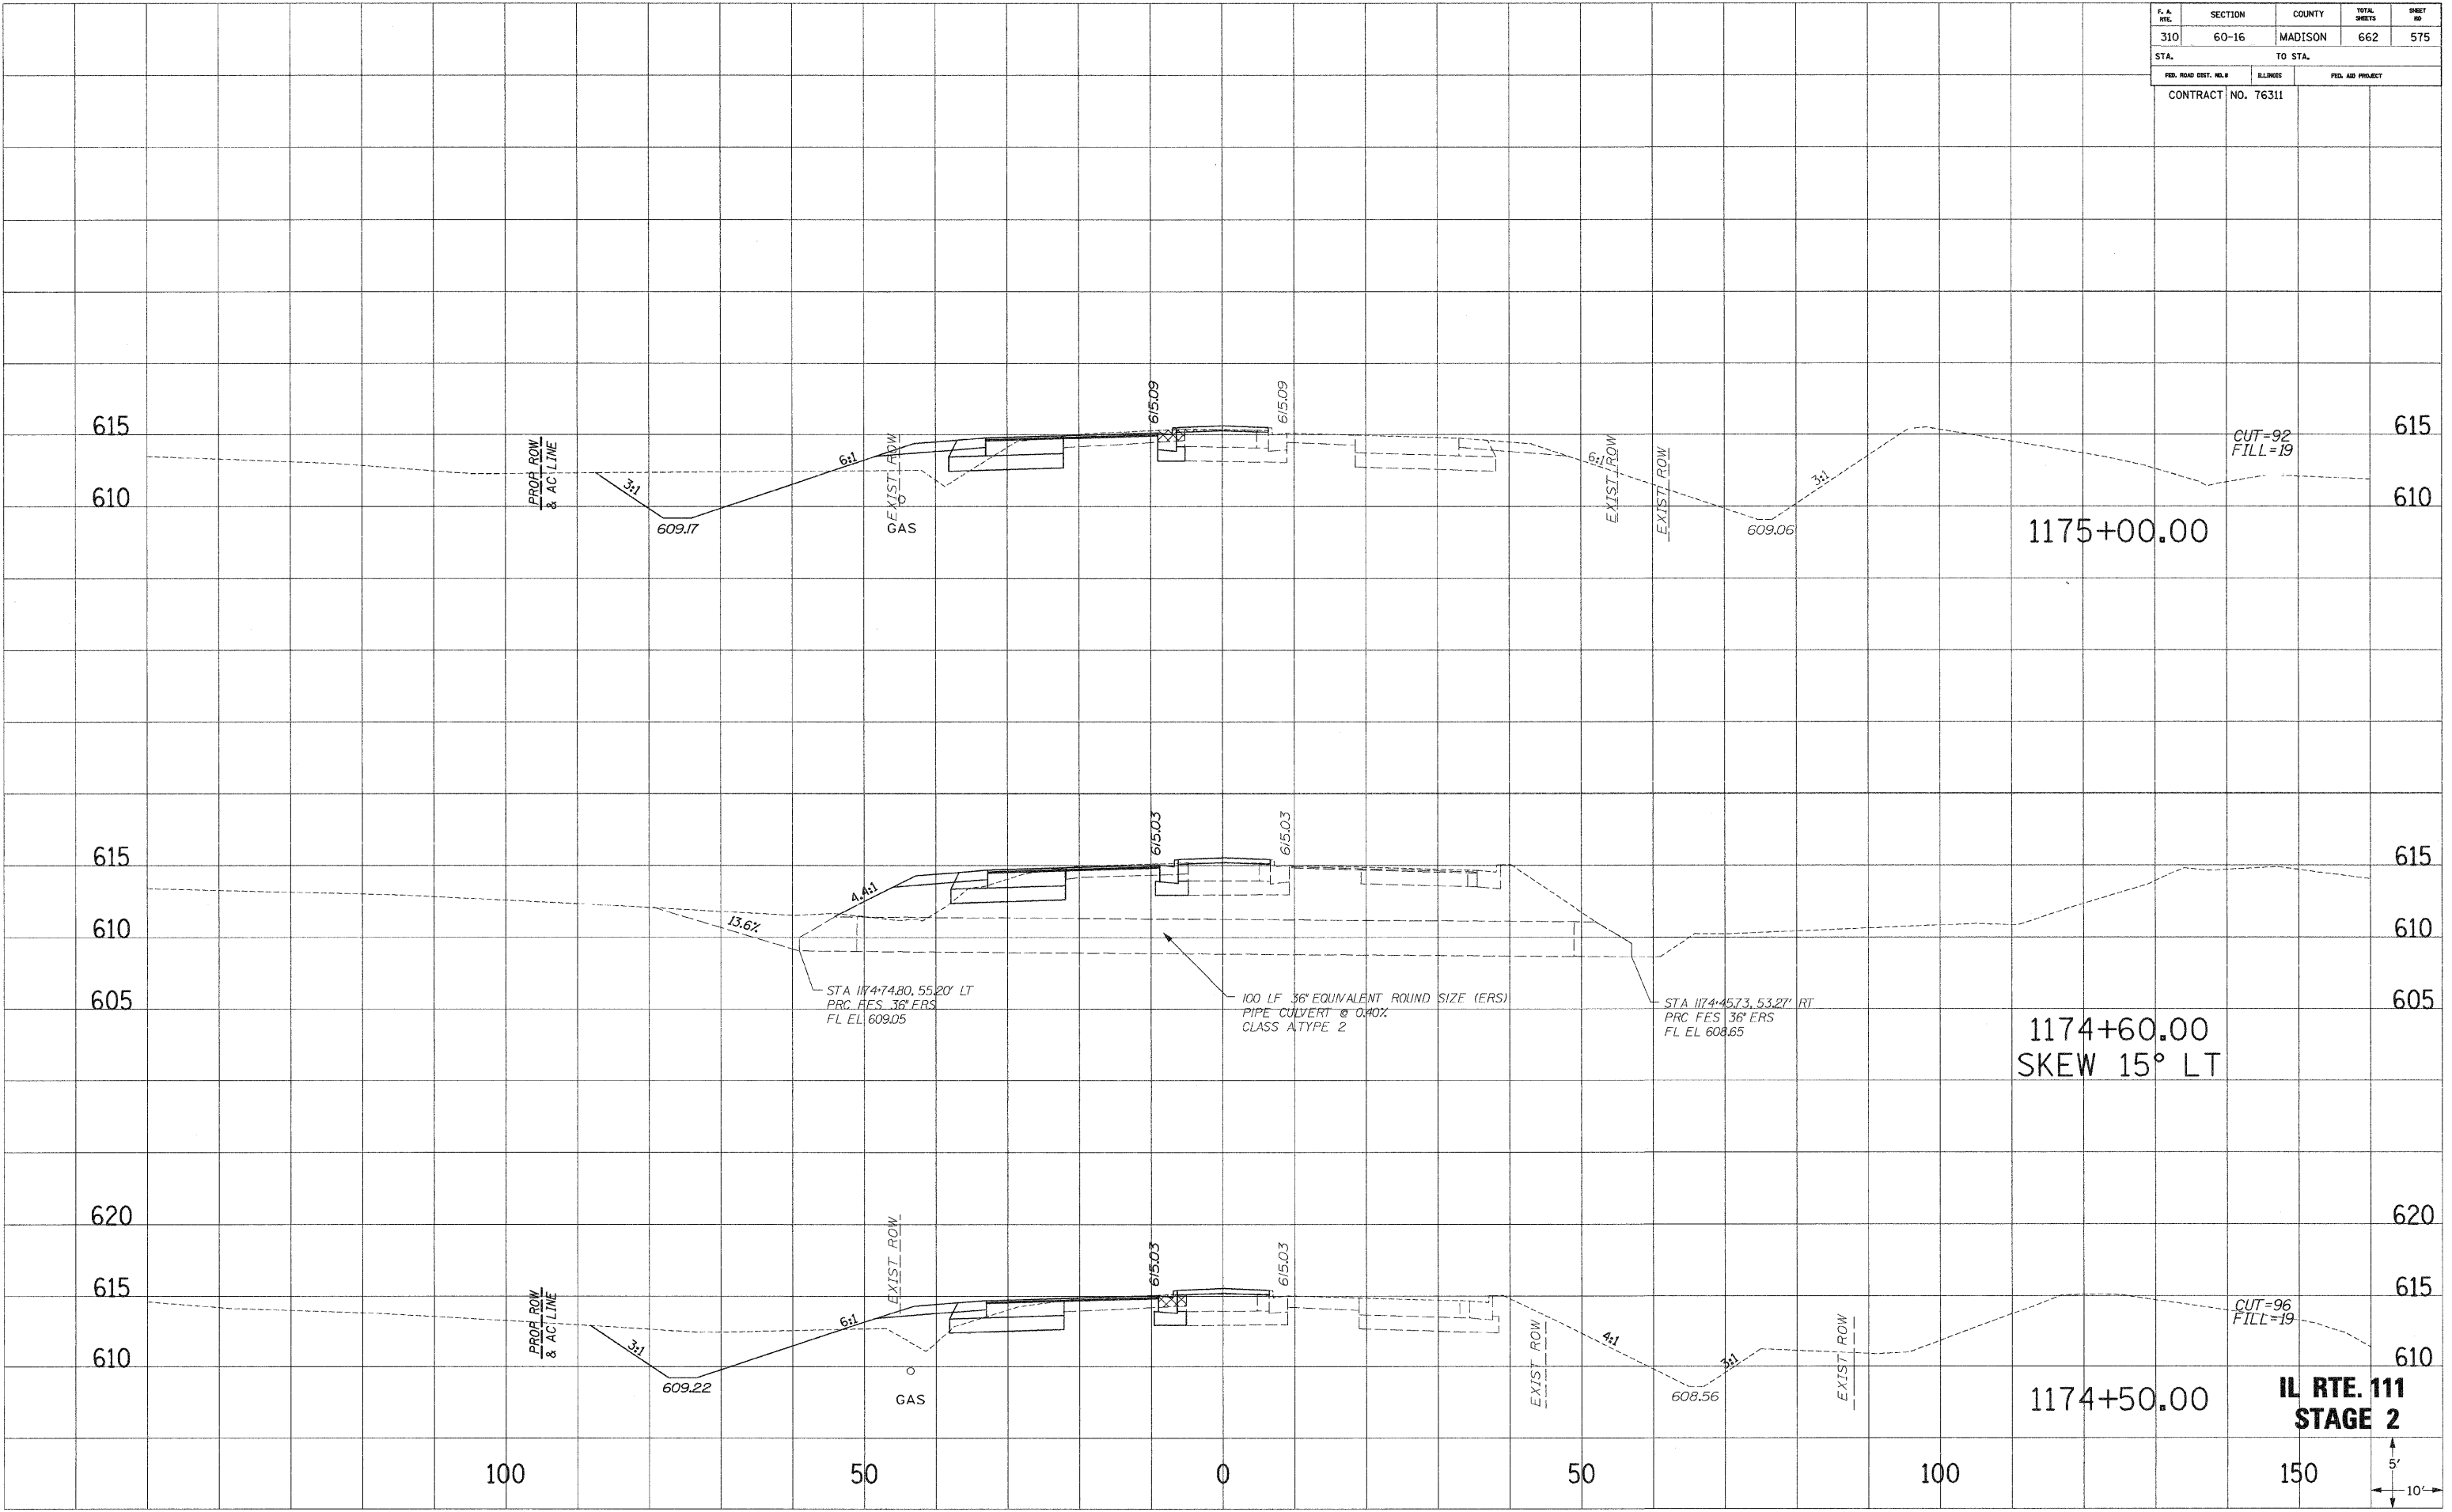 F. A. RTE. SECTION COUNTY TOTAL SHEETS SHEET NO
310 60-16 MADISON 662 575
STA. TO STA.
FED. ROAD DIST. NO. ILLINOIS FED. AID PROJECT
CONTRACT NO. 76311
615.09 615.09
615 615
PROP ROW
& AC LINE
EXIST ROW
EXIST ROW
EXIST ROW
6:1
3:1
6:1
3:1
CUT=92
FILL=19
610 610
609.17
GAS
609.06
1175+00.00
615.03 615.03
615 615
4.4:1
13.6%
610 610
STA 1174+74.80, 55.20' LT
PRC FES 36" ERS
FL EL 609.05
100 LF 36" EQUIVALENT ROUND SIZE (ERS)
PIPE CULVERT @ 0.40%
CLASS A, TYPE 2
STA 1174+45.73, 53.27' RT
PRC FES 36" ERS
FL EL 608.65
605 605
1174+60.00
SKEW 15° LT
620 620
EXIST ROW
615.03 615.03
615 615
PROP ROW
& AC LINE
6:1
3:1
4:1
3:1
EXIST ROW
EXIST ROW
CUT=96
FILL=19
610 610
609.22
GAS
608.56
1174+50.00
IL RTE. 111
STAGE 2
100 50 0 50 100 150
5'
10'